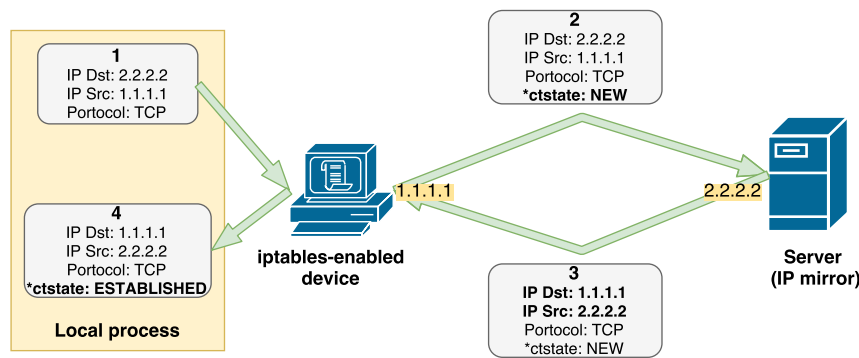 1
IP Dst: 2.2.2.2
IP Src: 1.1.1.1
Portocol: TCP
2
IP Dst: 2.2.2.2
IP Src: 1.1.1.1
Portocol: TCP
*ctstate: NEW
1.1.1.1
2.2.2.2
4
IP Dst: 1.1.1.1
IP Src: 2.2.2.2
Portocol: TCP
*ctstate: ESTABLISHED
Local process
iptables-enabled
device
3
IP Dst: 1.1.1.1
IP Src: 2.2.2.2
Portocol: TCP
*ctstate: NEW
Server
(IP mirror)